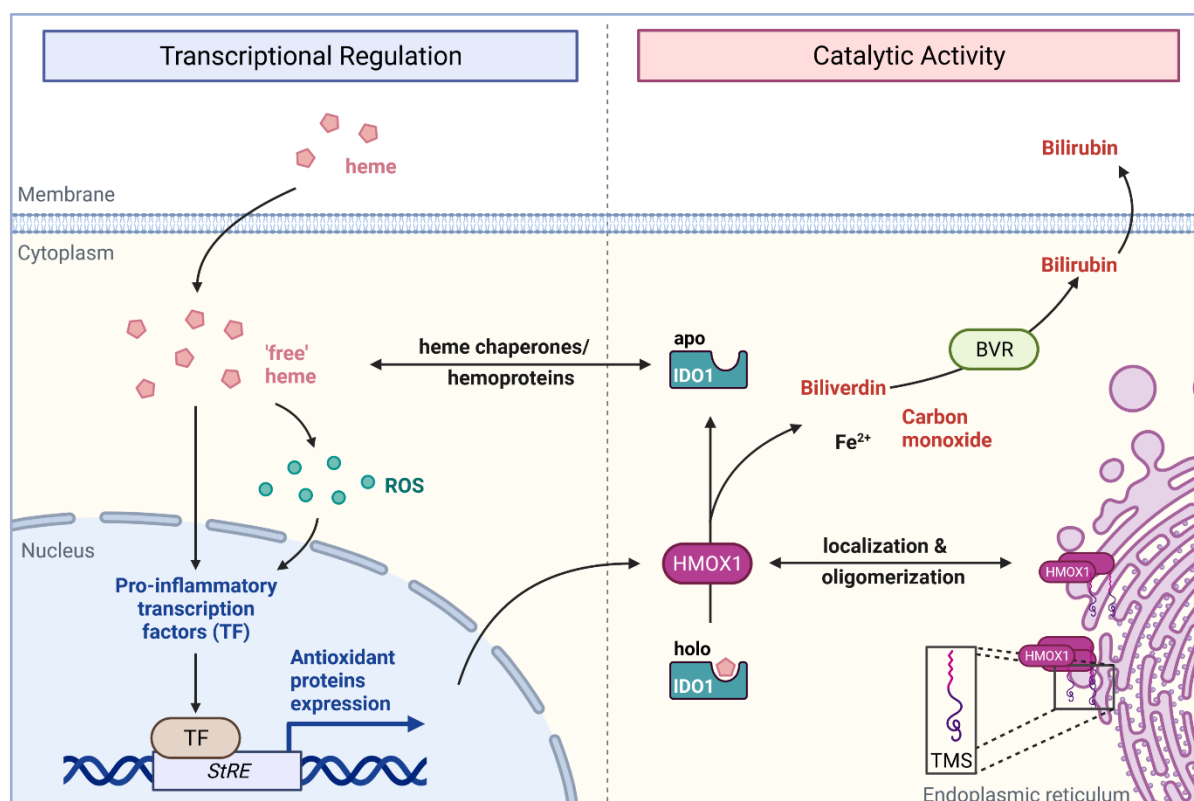 Transcriptional Regulation
Catalytic Activity
heme
Bilirubin
Membrane
Cytoplasm
Bilirubin
'free'
heme
heme chaperones/
hemoproteins
apo
IDO1
BVR
Biliverdin
Carbon
monoxide
Fe²⁺
ROS
Nucleus
HMOX1
localization &
oligomerization
HMOX1
Pro-inflammatory
transcription
factors (TF)
Antioxidant
proteins
expression
holo
IDO1
HMOX1
TF
StRE
TMS
Endoplasmic reticulum